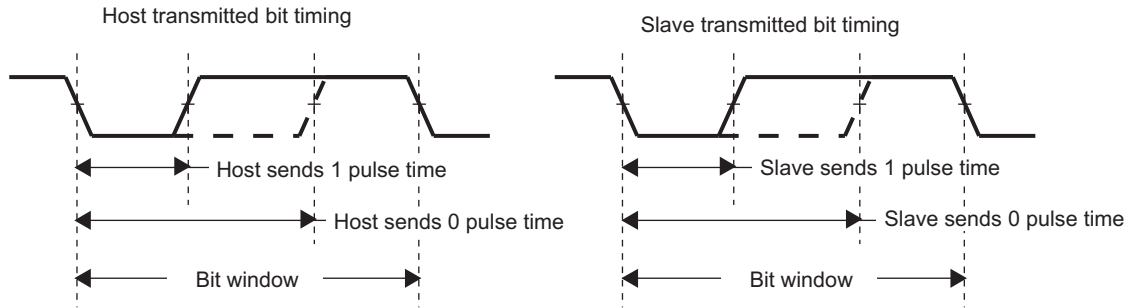 Host transmitted bit timing
Host sends 1 pulse time
Host sends 0 pulse time
Bit window
Slave transmitted bit timing
Slave sends 1 pulse time
Slave sends 0 pulse time
Bit window